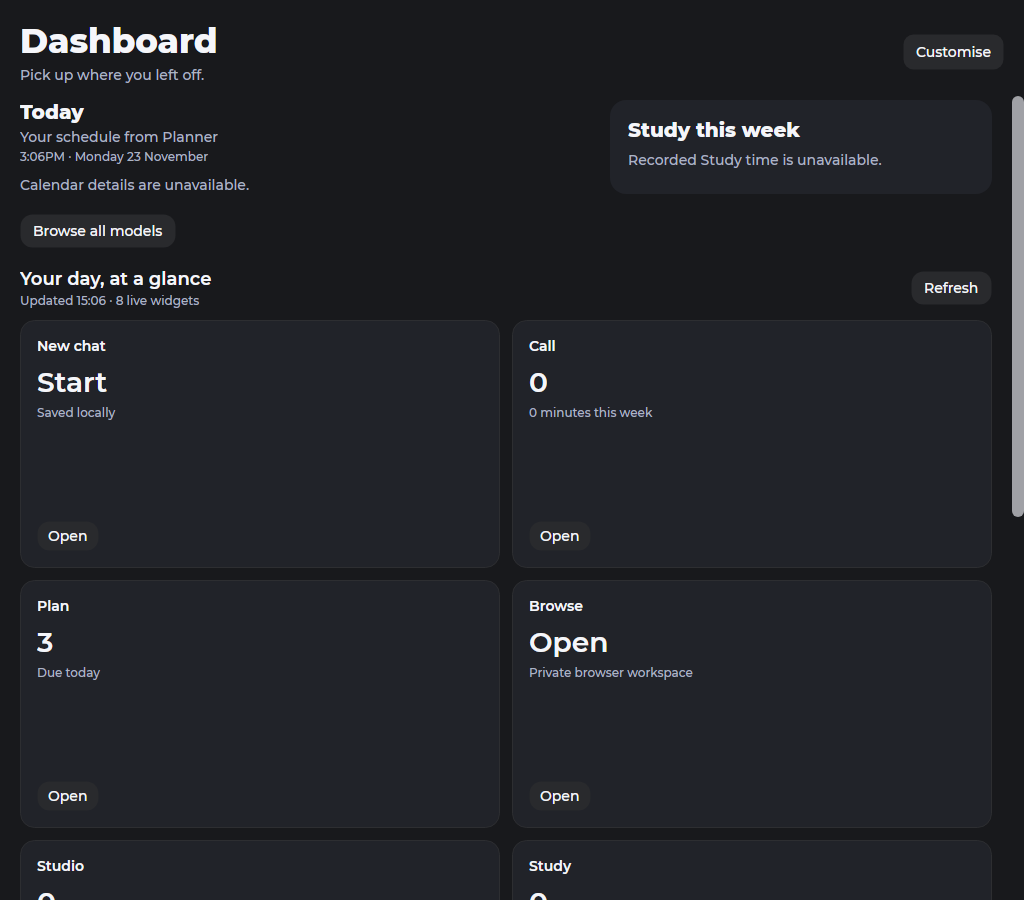 Dashboard
Pick up where you left off.
Customise
Today
Your schedule from Planner
3:06PM · Monday 23 November
Calendar details are unavailable.
Study this week
Recorded Study time is unavailable.
Browse all models
Your day, at a glance
Updated 15:06 · 8 live widgets
Refresh
New chat
Start
Saved locally
Open
Call
0
0 minutes this week
Open
Plan
3
Due today
Open
Browse
Open
Private browser workspace
Open
Studio
Study